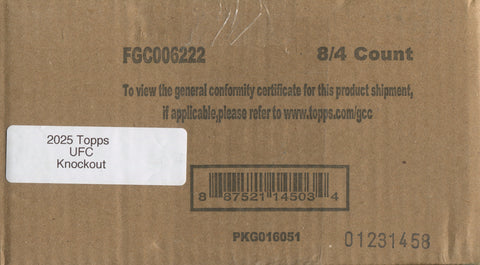 FGC006222 8/4 Count
To view the general conformity certificate for this product shipment,
if applicable,please refer to www.topps.com/gcc
2025 Topps
UFC
Knockout
8 87521 14503 4
PKG016051 01231458